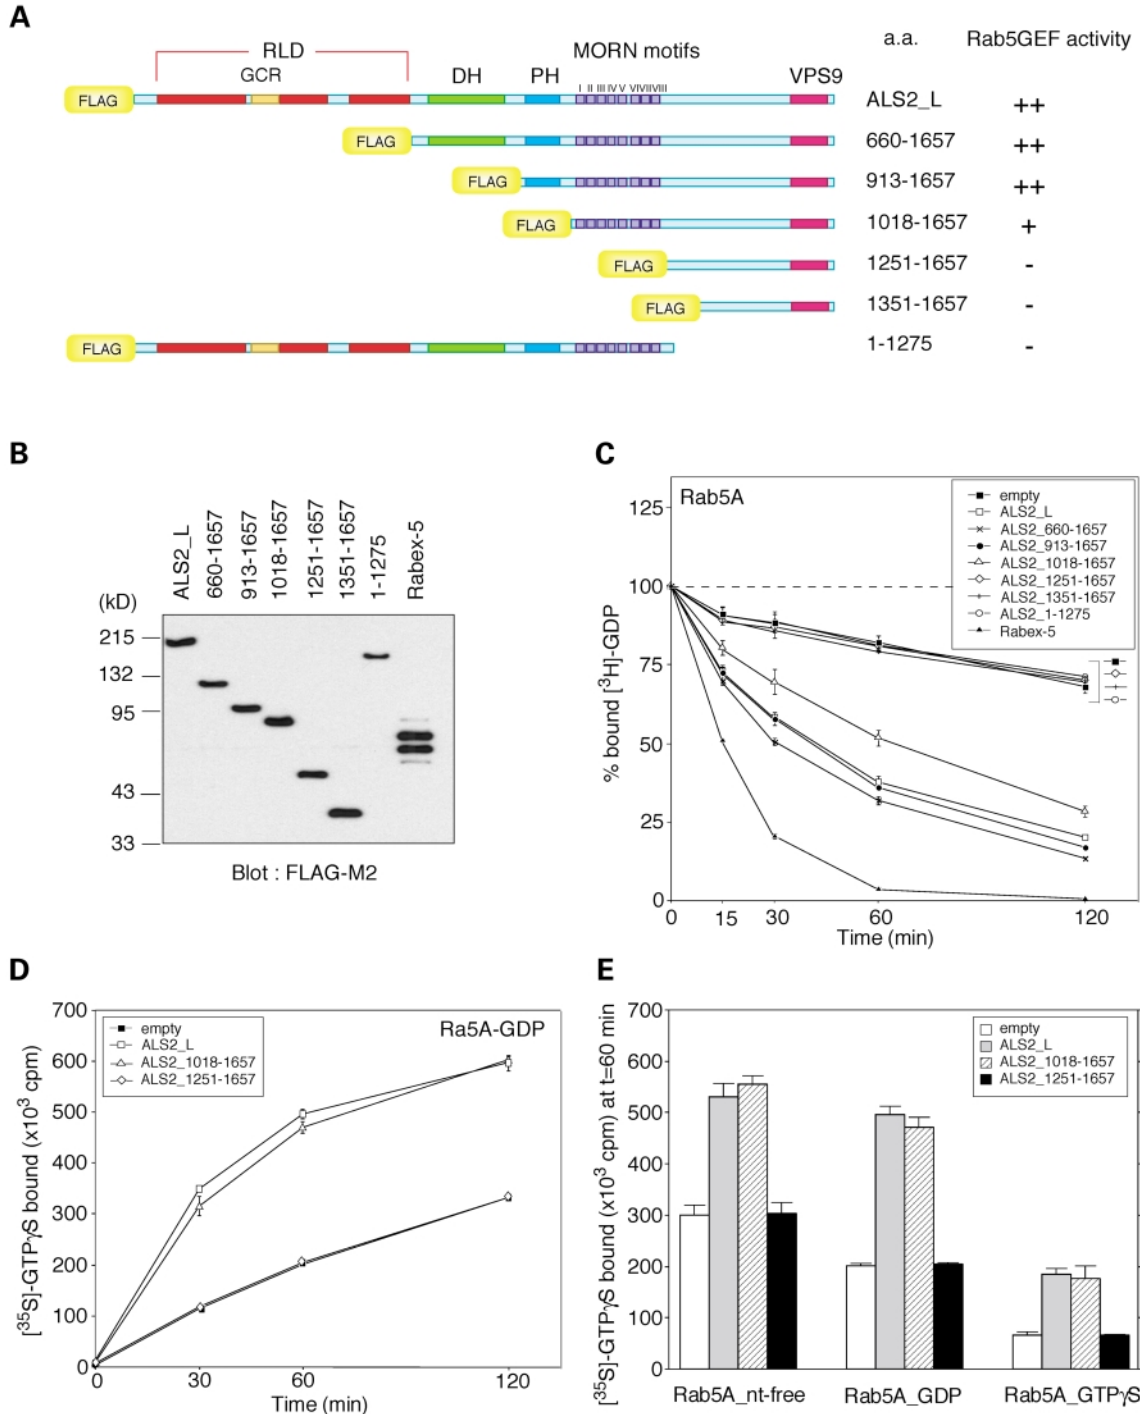 A
RLD
MORN motifs
a.a.
Rab5GEF activity
GCR
DH
PH
I II III IV V VI VII VIII
VPS9
FLAG
ALS2_L
++
FLAG
660-1657
++
FLAG
913-1657
++
FLAG
1018-1657
+
FLAG
1251-1657
-
FLAG
1351-1657
-
FLAG
1-1275
-
B
ALS2_L
660-1657
913-1657
1018-1657
1251-1657
1351-1657
1-1275
Rabex-5
(kD)
215
132
95
43
33
Blot : FLAG-M2
C
Rab5A
empty
ALS2_L
ALS2_660-1657
ALS2_913-1657
ALS2_1018-1657
ALS2_1251-1657
ALS2_1351-1657
ALS2_1-1275
Rabex-5
% bound [³H]-GDP
125
100
75
50
25
0
0 15 30 60 120
Time (min)
D
Ra5A-GDP
empty
ALS2_L
ALS2_1018-1657
ALS2_1251-1657
[³⁵S]-GTPγS bound (x10³ cpm)
700
600
500
400
300
200
100
0
0 30 60 120
Time (min)
E
empty
ALS2_L
ALS2_1018-1657
ALS2_1251-1657
[³⁵S]-GTPγS bound (x10³ cpm) at t=60 min
700
600
500
400
300
200
100
0
Rab5A_nt-free
Rab5A_GDP
Rab5A_GTPγS